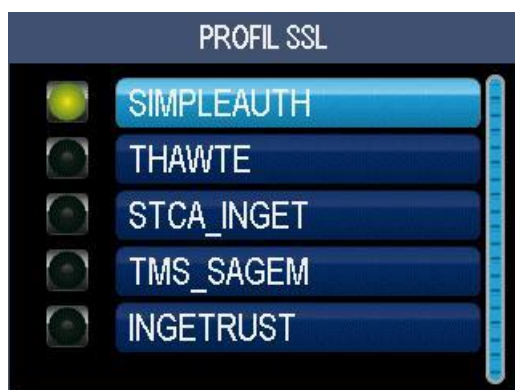 PROFIL SSL
SIMPLEAUTH
THAWTE
STCA_INGET
TMS_SAGEM
INGETRUST